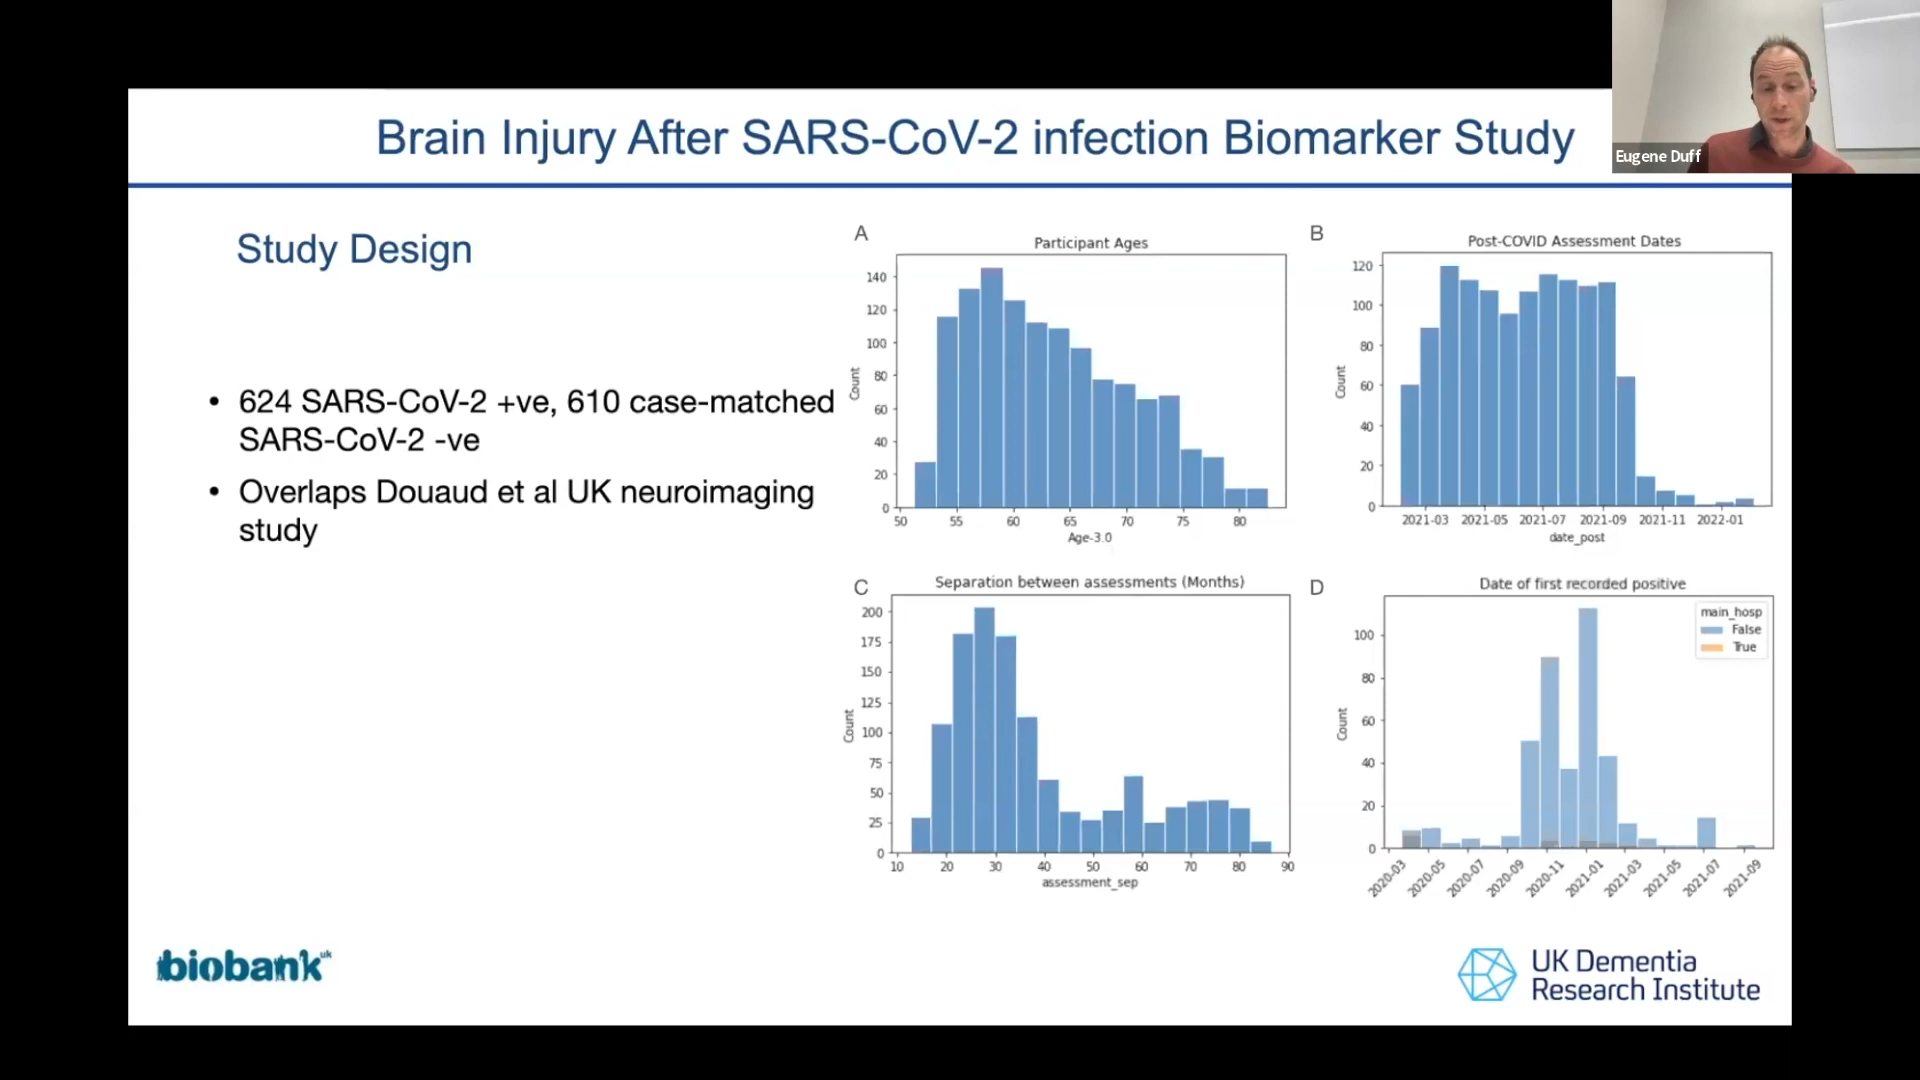 Brain Injury After SARS-CoV-2 infection Biomarker Study
Eugene Duff
Study Design
• 624 SARS-CoV-2 +ve, 610 case-matched
SARS-CoV-2 -ve
• Overlaps Douaud et al UK neuroimaging
study
A
Participant Ages
Count
140
120
100
80
60
40
20
0
50 55 60 65 70 75 80
Age-3.0
B
Post-COVID Assessment Dates
Count
120
100
80
60
40
20
0
2021-03 2021-05 2021-07 2021-09 2021-11 2022-01
date_post
C
Separation between assessments (Months)
Count
200
175
150
125
100
75
50
25
0
10 20 30 40 50 60 70 80 90
assessment_sep
D
Date of first recorded positive
main_hosp
False
True
Count
100
80
60
40
20
0
2020-03 2020-05 2020-07 2020-09 2020-11 2021-01 2021-03 2021-05 2021-07 2021-09
biobank uk
UK Dementia
Research Institute